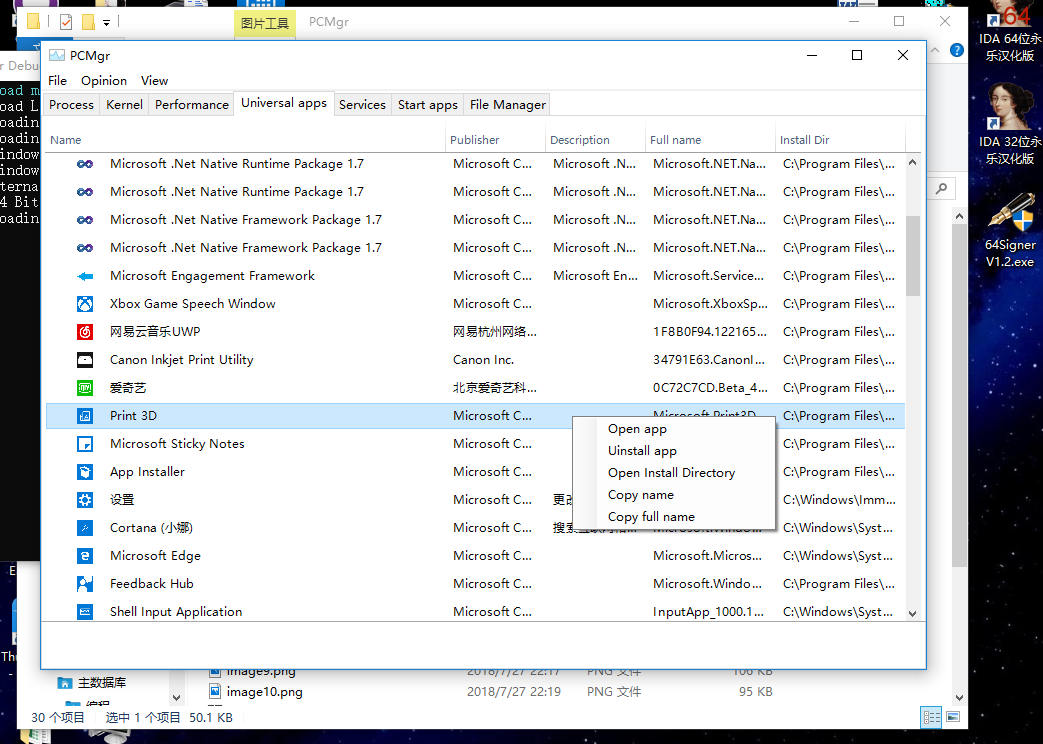 图片工具
PCMgr
PCMgr
File Opinion View
Process Kernel Performance Universal apps Services Start apps File Manager
Name Publisher Description Full name Install Dir
Microsoft .Net Native Runtime Package 1.7 Microsoft C... Microsoft .N... Microsoft.NET.Na... C:\Program Files\...
Microsoft .Net Native Runtime Package 1.7 Microsoft C... Microsoft .N... Microsoft.NET.Na... C:\Program Files\...
Microsoft .Net Native Framework Package 1.7 Microsoft C... Microsoft .N... Microsoft.NET.Na... C:\Program Files\...
Microsoft .Net Native Framework Package 1.7 Microsoft C... Microsoft .N... Microsoft.NET.Na... C:\Program Files\...
Microsoft Engagement Framework Microsoft C... Microsoft En... Microsoft.Service... C:\Program Files\...
Xbox Game Speech Window Microsoft C... Microsoft.XboxSp... C:\Program Files\...
网易云音乐UWP 网易杭州网络... 1F8B0F94.122165... C:\Program Files\...
Canon Inkjet Print Utility Canon Inc. 34791E63.CanonI... C:\Program Files\...
爱奇艺 北京爱奇艺科... 0C72C7CD.Beta_4... C:\Program Files\...
Print 3D Microsoft C... Microsoft.Print3D... C:\Program Files\...
Microsoft Sticky Notes Microsoft C... C:\Program Files\...
App Installer Microsoft C... C:\Program Files\...
设置 Microsoft C... 更改 C:\Windows\Imm...
Cortana (小娜) Microsoft C... 搜索互联网和... Microsoft.Windo... C:\Windows\Syst...
Microsoft Edge Microsoft C... Microsoft.Micros... C:\Windows\Syst...
Feedback Hub Microsoft C... Microsoft.Windo... C:\Program Files\...
Shell Input Application Microsoft C... InputApp_1000.1... C:\Windows\Syst...
Open app
Uinstall app
Open Install Directory
Copy name
Copy full name
image9.png 2018/7/27 22:17 PNG 文件 106 KB
主数据库
image10.png 2018/7/27 22:19 PNG 文件 95 KB
编程
30 个项目 选中 1 个项目 50.1 KB
64
IDA 64位永
乐汉化版
IDA 32位永
乐汉化版
64Signer
V1.2.exe